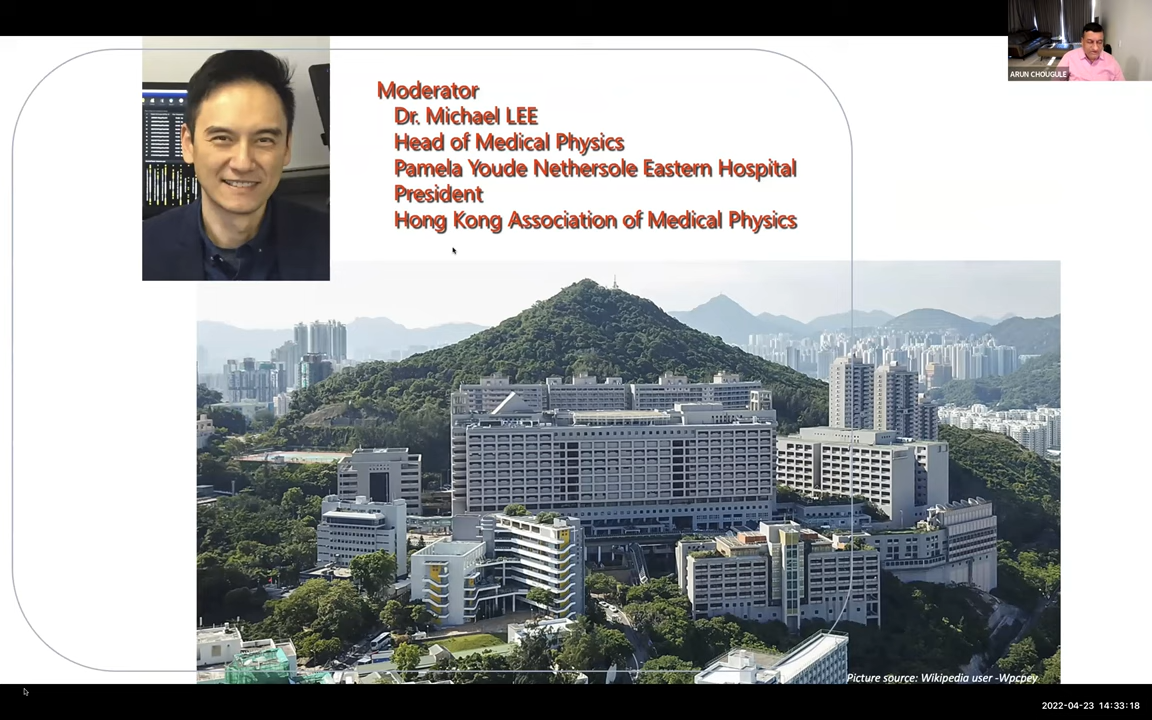 Moderator
Dr. Michael LEE
Head of Medical Physics
Pamela Youde Nethersole Eastern Hospital
President
Hong Kong Association of Medical Physics
ARUN CHOUGULE
Picture source: Wikipedia user -Wpcpey
2022-04-23 14:33:18